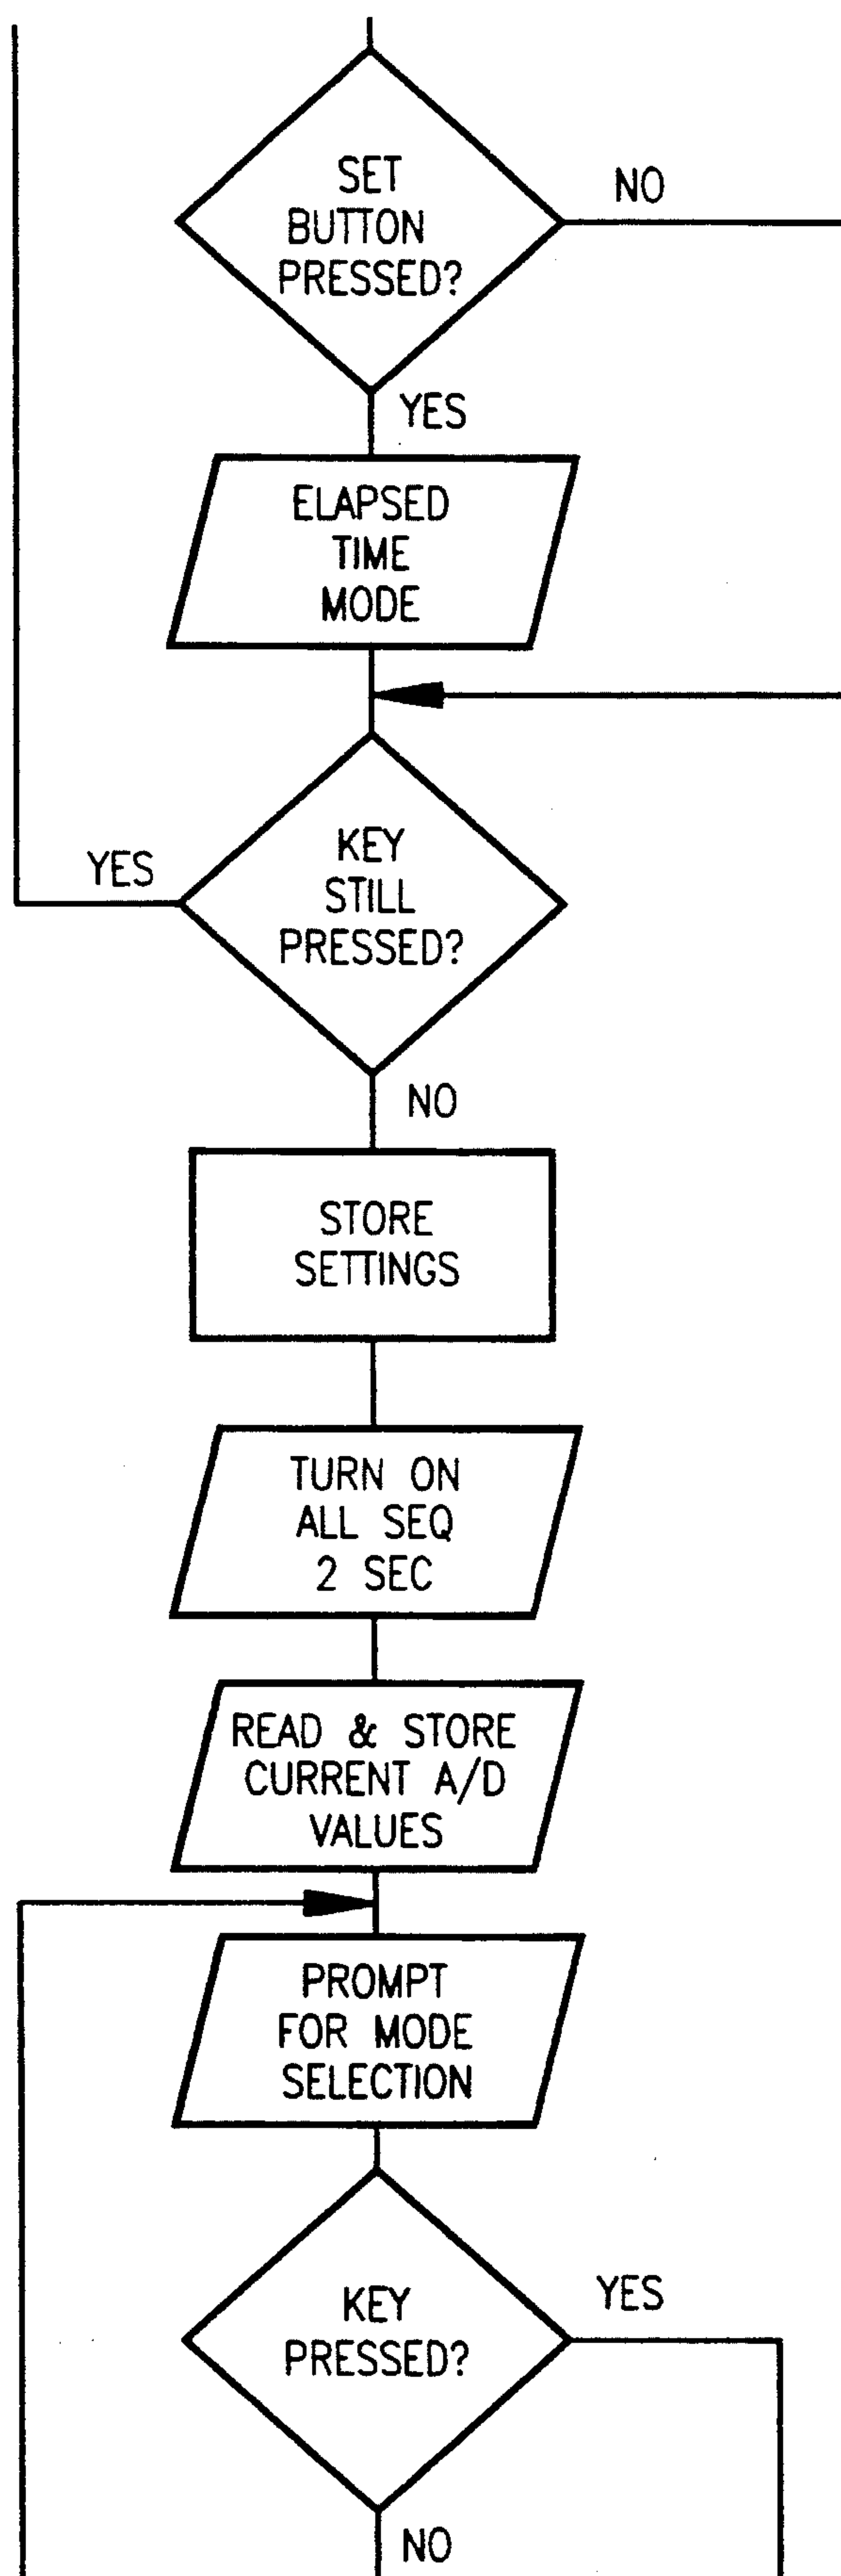 SET
BUTTON
PRESSED?
NO
YES
ELAPSED
TIME
MODE
YES
KEY
STILL
PRESSED?
NO
STORE
SETTINGS
TURN ON
ALL SEQ
2 SEC
READ & STORE
CURRENT A/D
VALUES
PROMPT
FOR MODE
SELECTION
KEY
PRESSED?
YES
NO